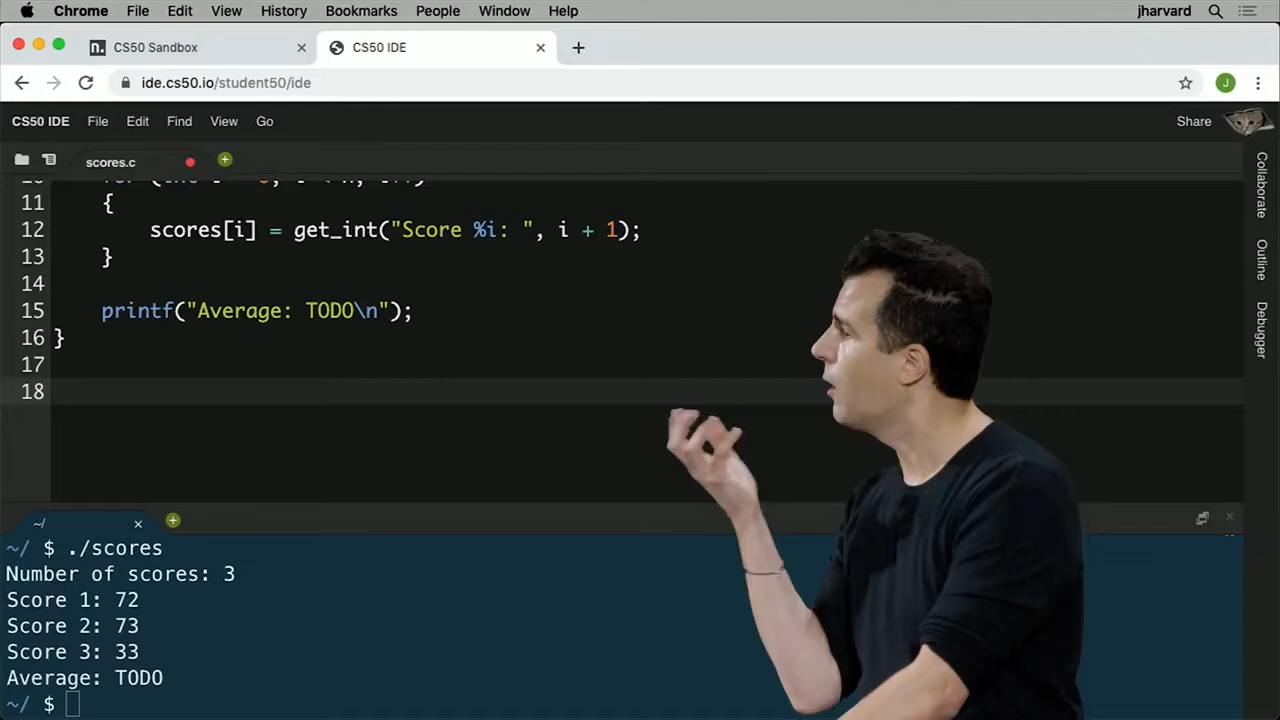 Chrome File Edit View History Bookmarks People Window Help jharvard
n. CS50 Sandbox CS50 IDE
ide.cs50.io/student50/ide J
CS50 IDE File Edit Find View Go Share
scores.c
11 {
12 scores[i] = get_int("Score %i: ", i + 1);
13 }
14
15 printf("Average: TODO\n");
16 }
17
18
Collaborate
Outline
Debugger
~/
~/ $ ./scores
Number of scores: 3
Score 1: 72
Score 2: 73
Score 3: 33
Average: TODO
~/ $